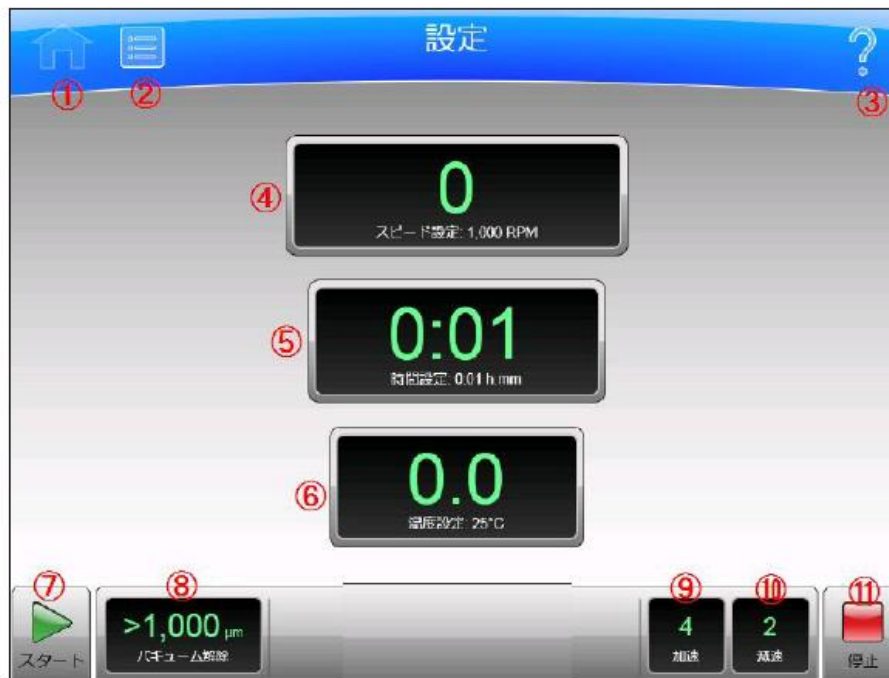 設定
①
②
③
④
0
スピード設定: 1,000 RPM
⑤
0:01
時間設定: 0:01 h:mm
⑥
0.0
温度設定: 25°C
⑦
スタート
⑧
>1,000 μm
バキューム解除
⑨
4
加速
⑩
2
減速
⑪
停止